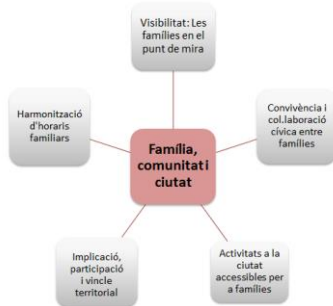 Visibilitat: Les
famílies en el
punt de mira
Harmonització
d'horaris
familiars
Convivència i
col.laboració
cívica entre
famílies
Família,
comunitat i
ciutat
Implicació,
participació
i vincle
territorial
Activitats a la
ciutat
accessibles per
a famílies